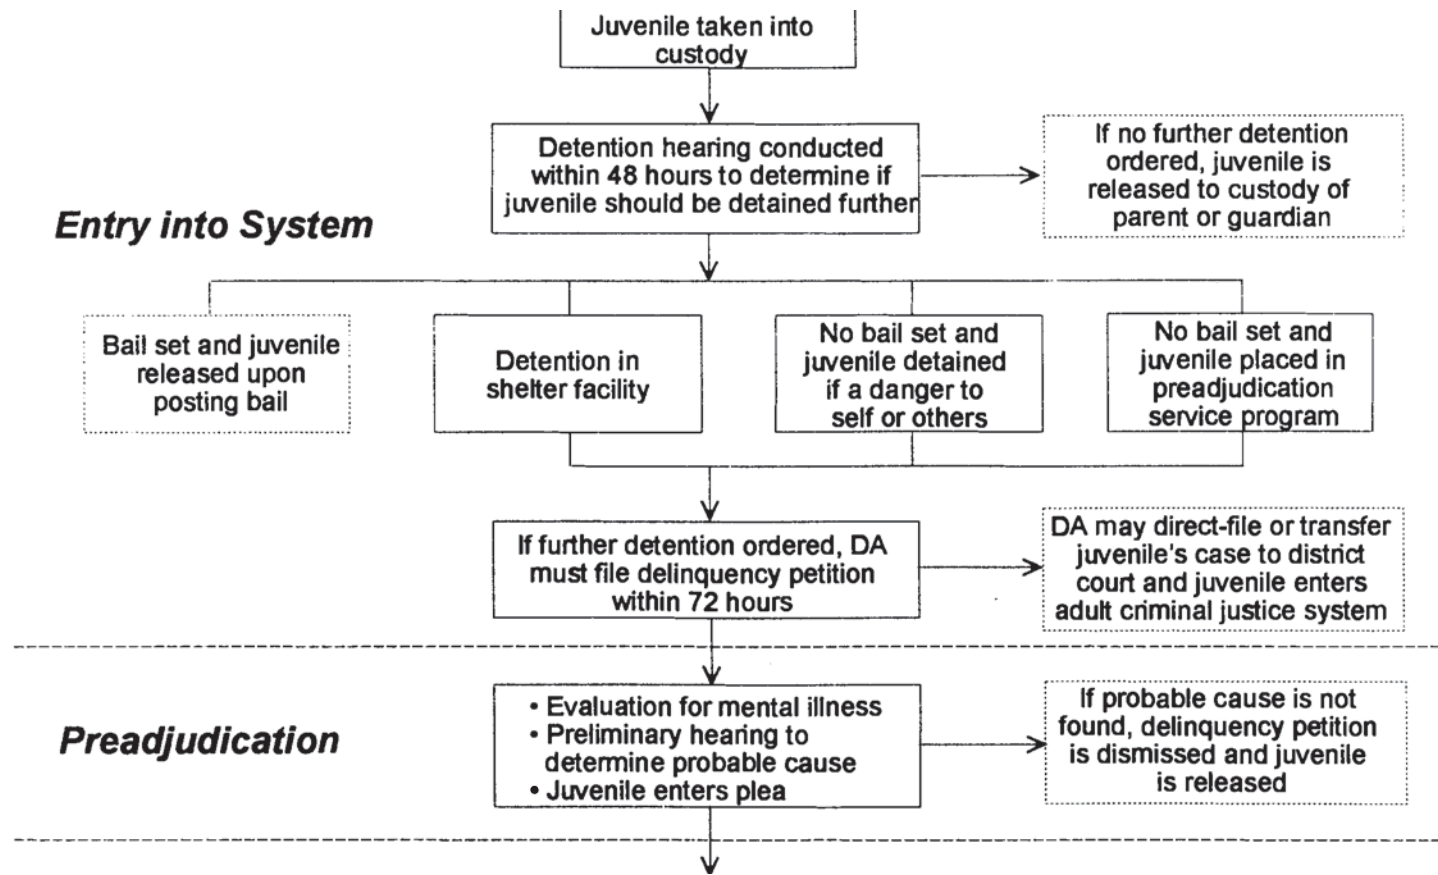 Juvenile taken into
custody
Detention hearing conducted
within 48 hours to determine if
juvenile should be detained further
If no further detention
ordered, juvenile is
released to custody of
parent or guardian
Entry into System
Bail set and juvenile
released upon
posting bail
Detention in
shelter facility
No bail set and
juvenile detained
if a danger to
self or others
No bail set and
juvenile placed in
preadjudication
service program
If further detention ordered, DA
must file delinquency petition
within 72 hours
DA may direct-file or transfer
juvenile's case to district
court and juvenile enters
adult criminal justice system
Preadjudication
• Evaluation for mental illness
• Preliminary hearing to
determine probable cause
• Juvenile enters plea
If probable cause is not
found, delinquency petition
is dismissed and juvenile
is released